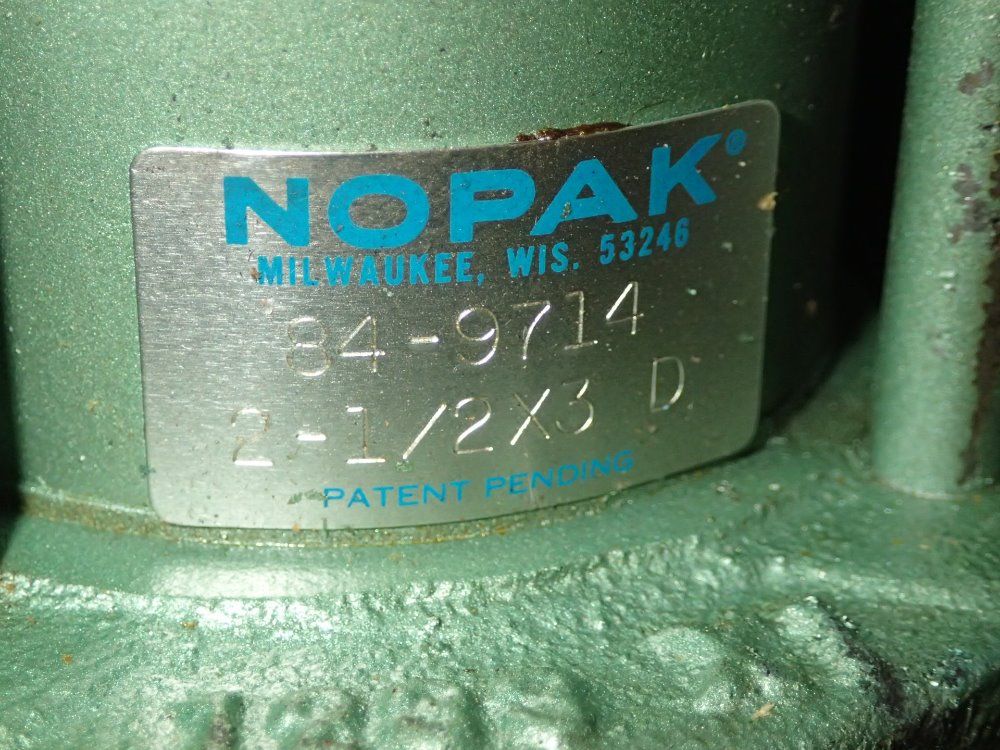 NOPAK®
MILWAUKEE, WIS. 53246
84-9714
2-1/2X3 D
PATENT PENDING